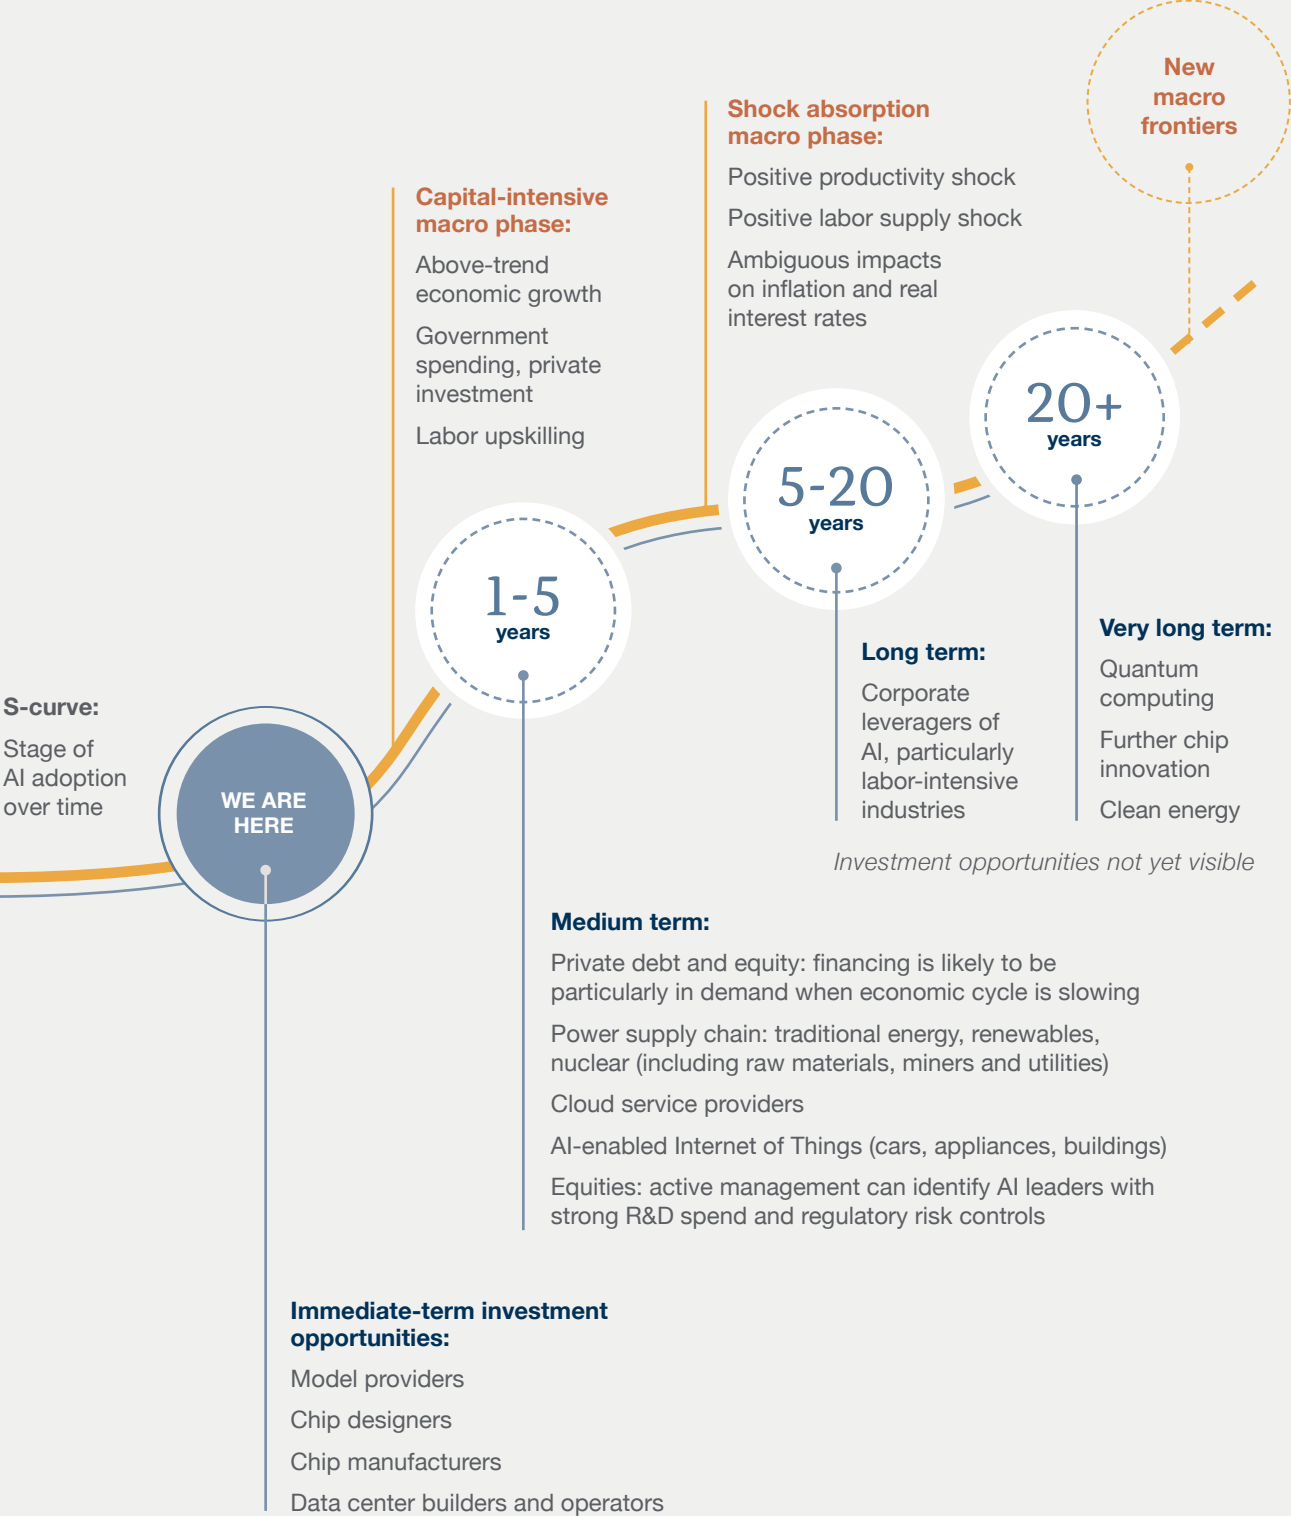 New
macro
frontiers
Shock absorption
macro phase:
Positive productivity shock
Positive labor supply shock
Ambiguous impacts
on inflation and real
interest rates
Capital-intensive
macro phase:
Above-trend
economic growth
Government
spending, private
investment
Labor upskilling
20+
years
5-20
years
1-5
years
S-curve:
Stage of
AI adoption
over time
WE ARE
HERE
Long term:
Corporate
leveragers of
AI, particularly
labor-intensive
industries
Very long term:
Quantum
computing
Further chip
innovation
Clean energy
Investment opportunities not yet visible
Medium term:
Private debt and equity: financing is likely to be
particularly in demand when economic cycle is slowing
Power supply chain: traditional energy, renewables,
nuclear (including raw materials, miners and utilities)
Cloud service providers
AI-enabled Internet of Things (cars, appliances, buildings)
Equities: active management can identify AI leaders with
strong R&D spend and regulatory risk controls
Immediate-term investment
opportunities:
Model providers
Chip designers
Chip manufacturers
Data center builders and operators